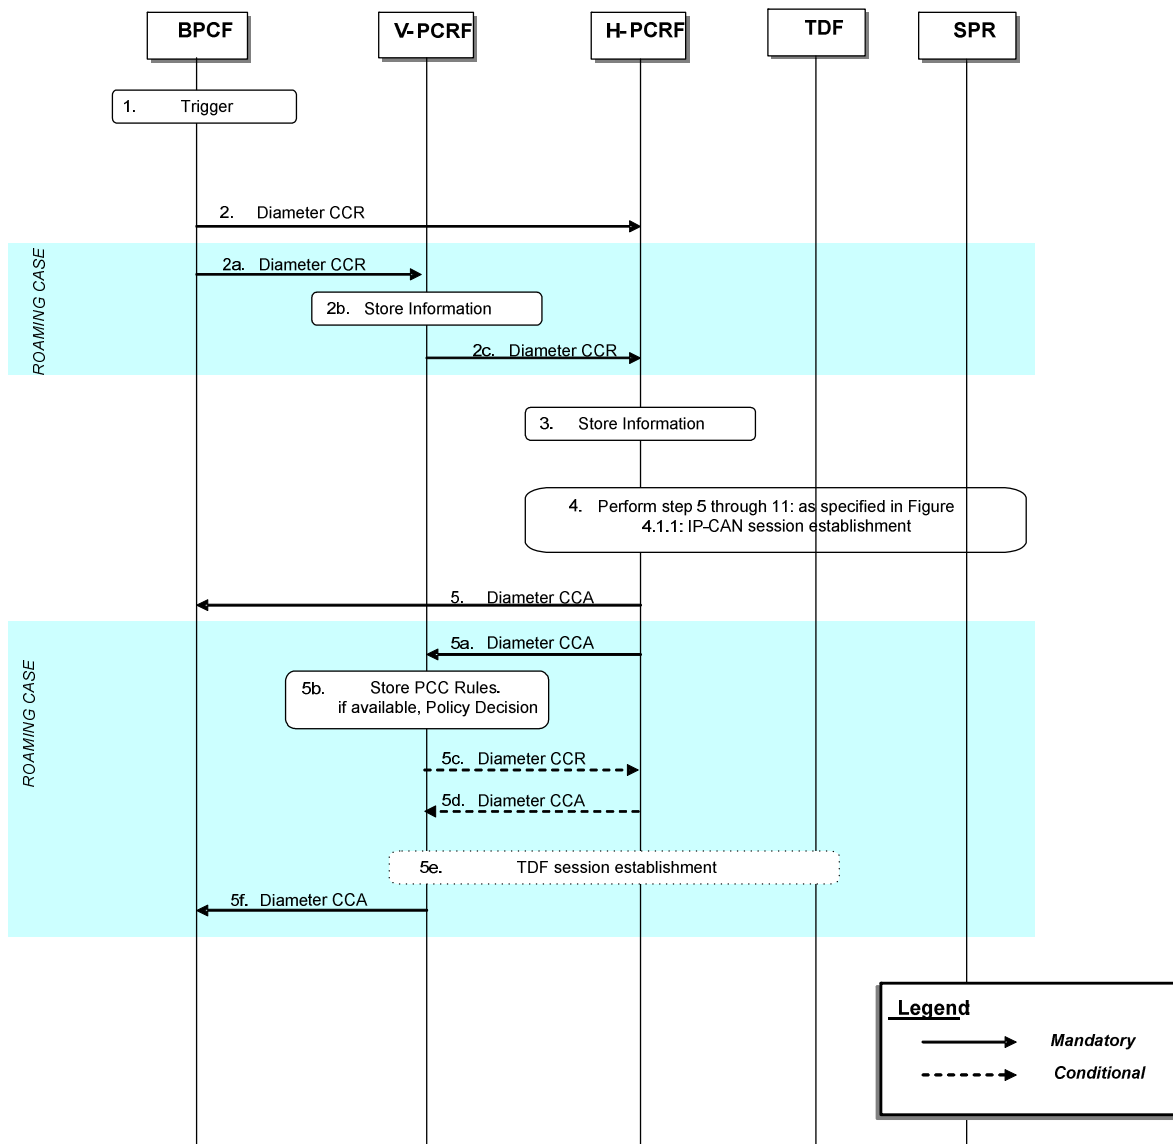 BPCF
V-PCRF
H-PCRF
TDF
SPR
1. Trigger
2. Diameter CCR
ROAMING CASE
2a. Diameter CCR
2b. Store Information
2c. Diameter CCR
3. Store Information
4. Perform step 5 through 11: as specified in Figure
4.1.1: IP-CAN session establishment
5. Diameter CCA
ROAMING CASE
5a. Diameter CCA
5b. Store PCC Rules.
if available, Policy Decision
5c. Diameter CCR
5d. Diameter CCA
5e. TDF session establishment
5f. Diameter CCA
Legend
Mandatory
Conditional